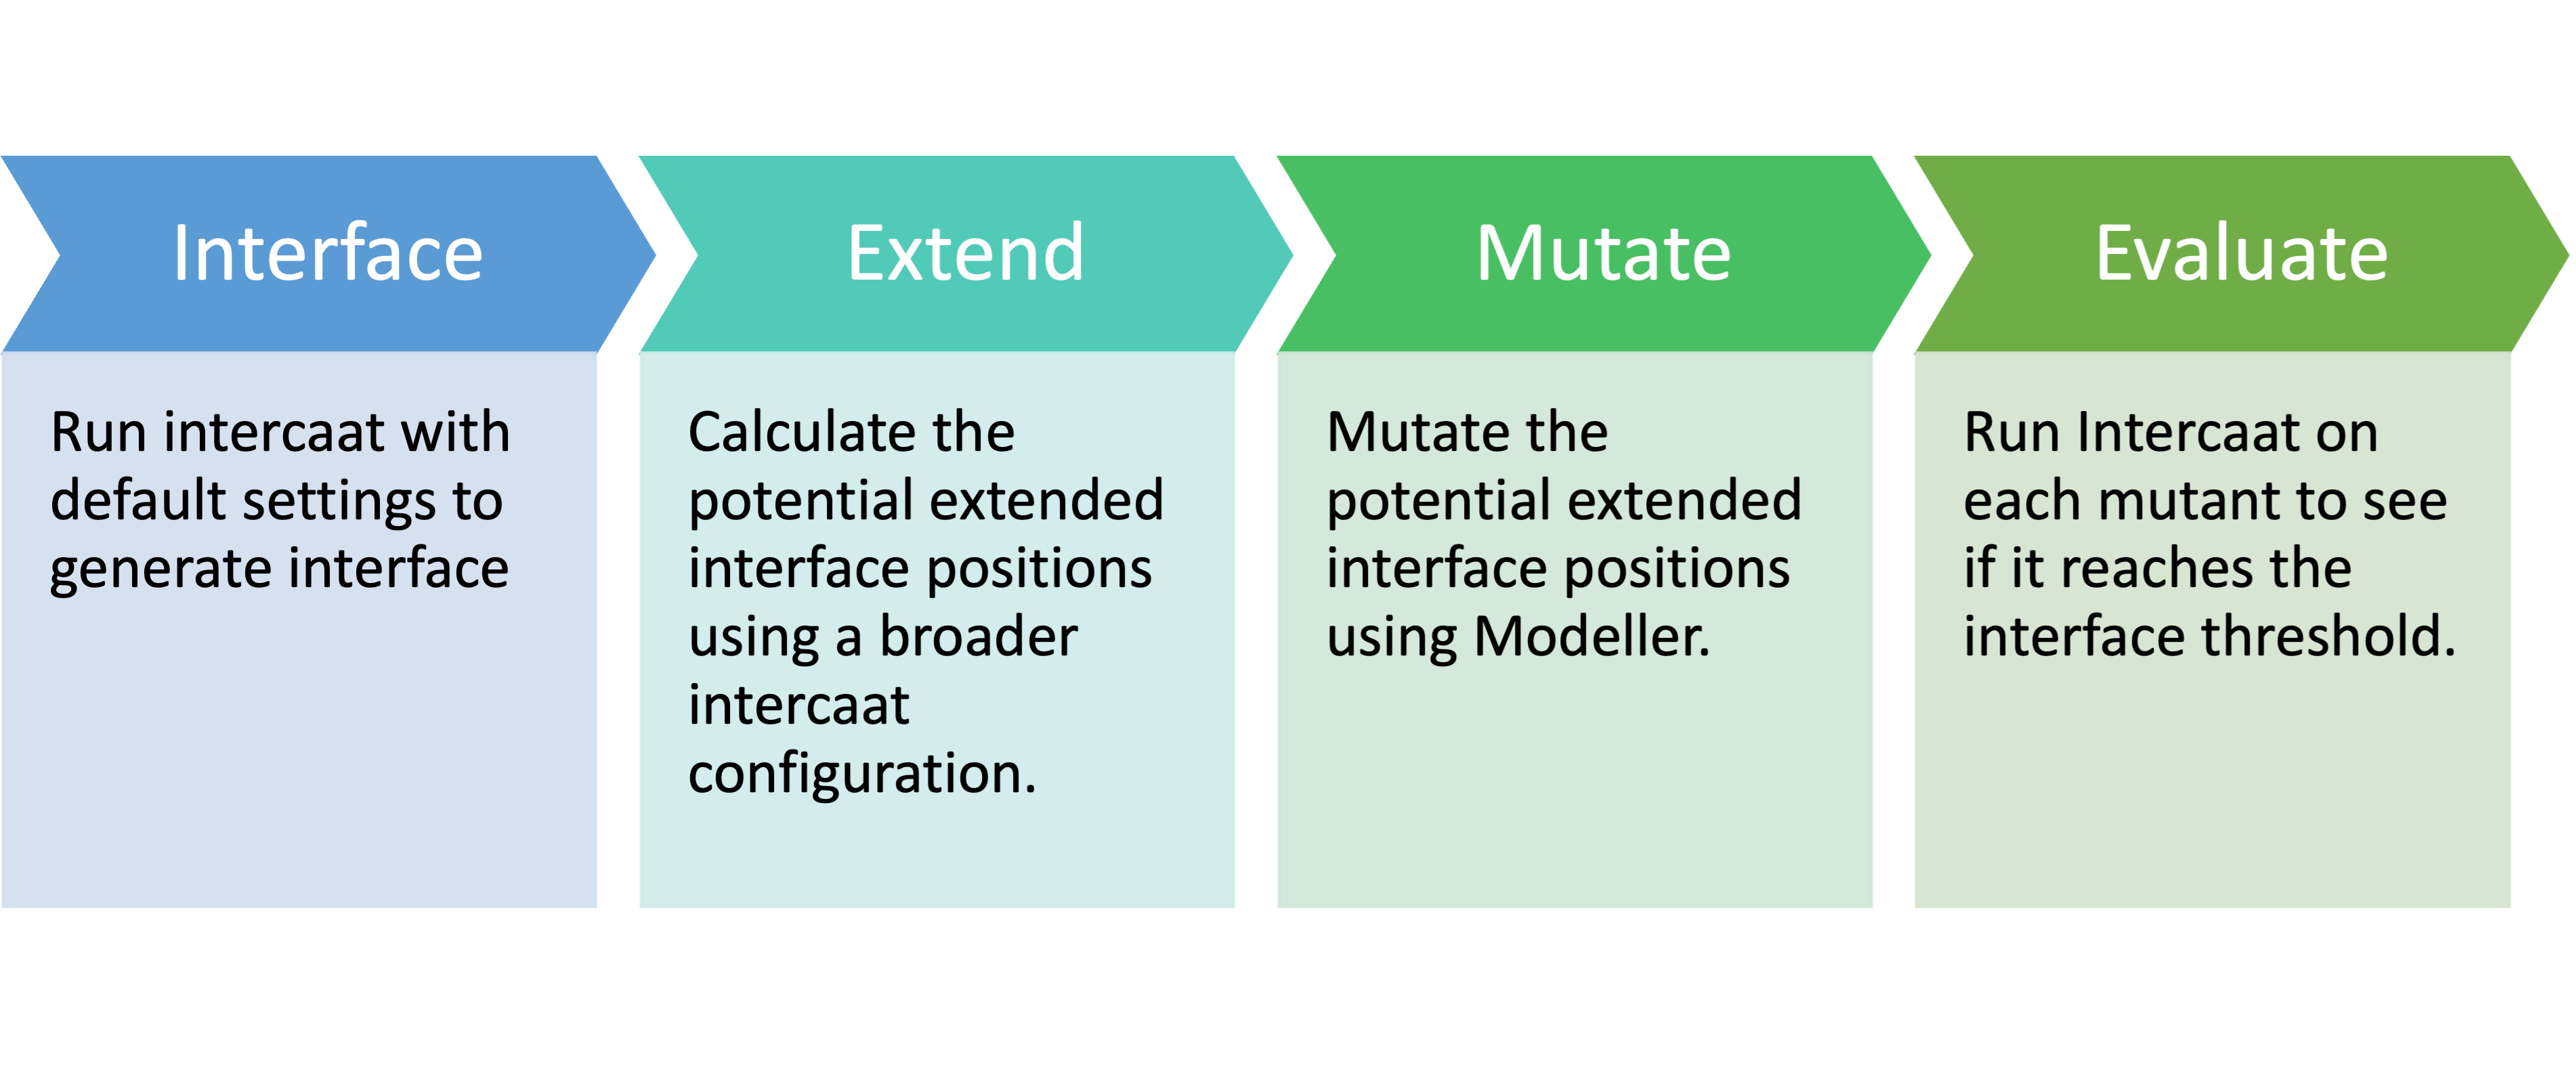 Interface
Run intercaat with
default settings to
generate interface
Extend
Calculate the
potential extended
interface positions
using a broader
intercaat
configuration.
Mutate
Mutate the
potential extended
interface positions
using Modeller.
Evaluate
Run Intercaat on
each mutant to see
if it reaches the
interface threshold.